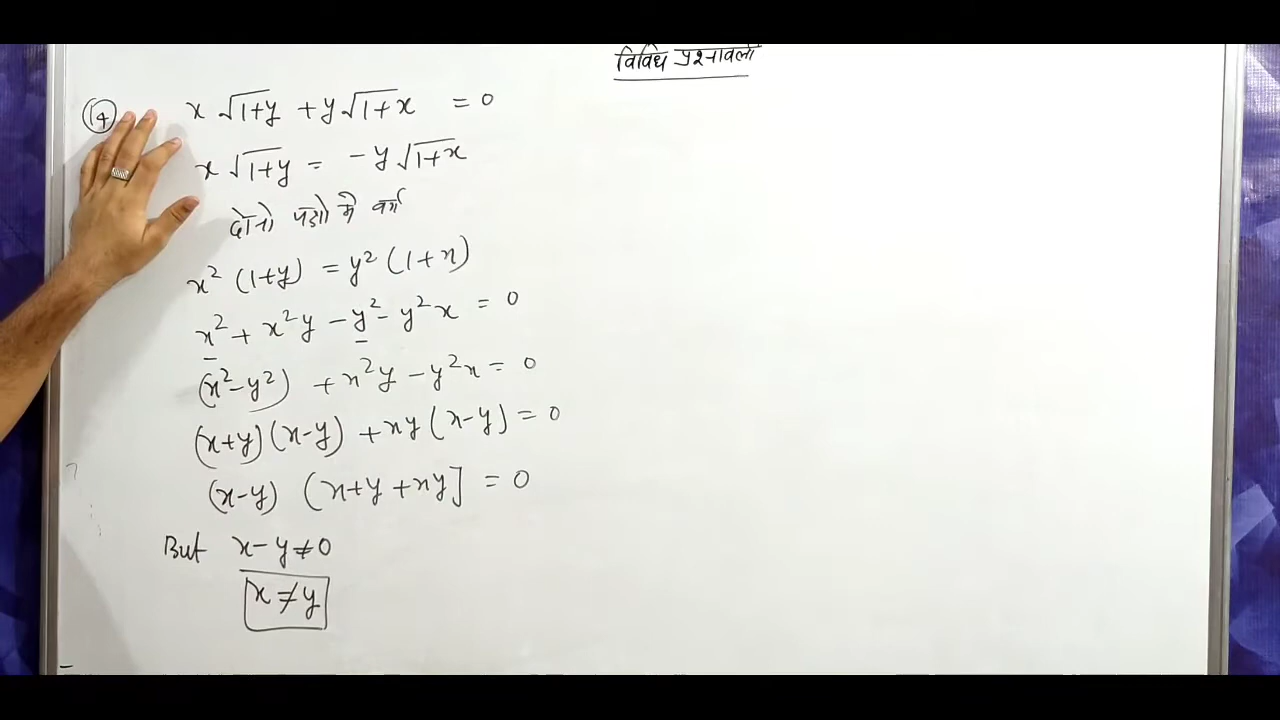 विविध प्रश्नावली
(14) x √1+y + y √1+x = 0
x √1+y = - y √1+x
दोनो पक्षो मे वर्ग
x² (1+y) = y² (1+x)
x² + x²y - y² - y²x = 0
(x²-y²) + x²y - y²x = 0
(x+y) (x-y) + xy (x-y) = 0
(x-y) (x+y+xy] = 0
But x-y≠0
x≠y